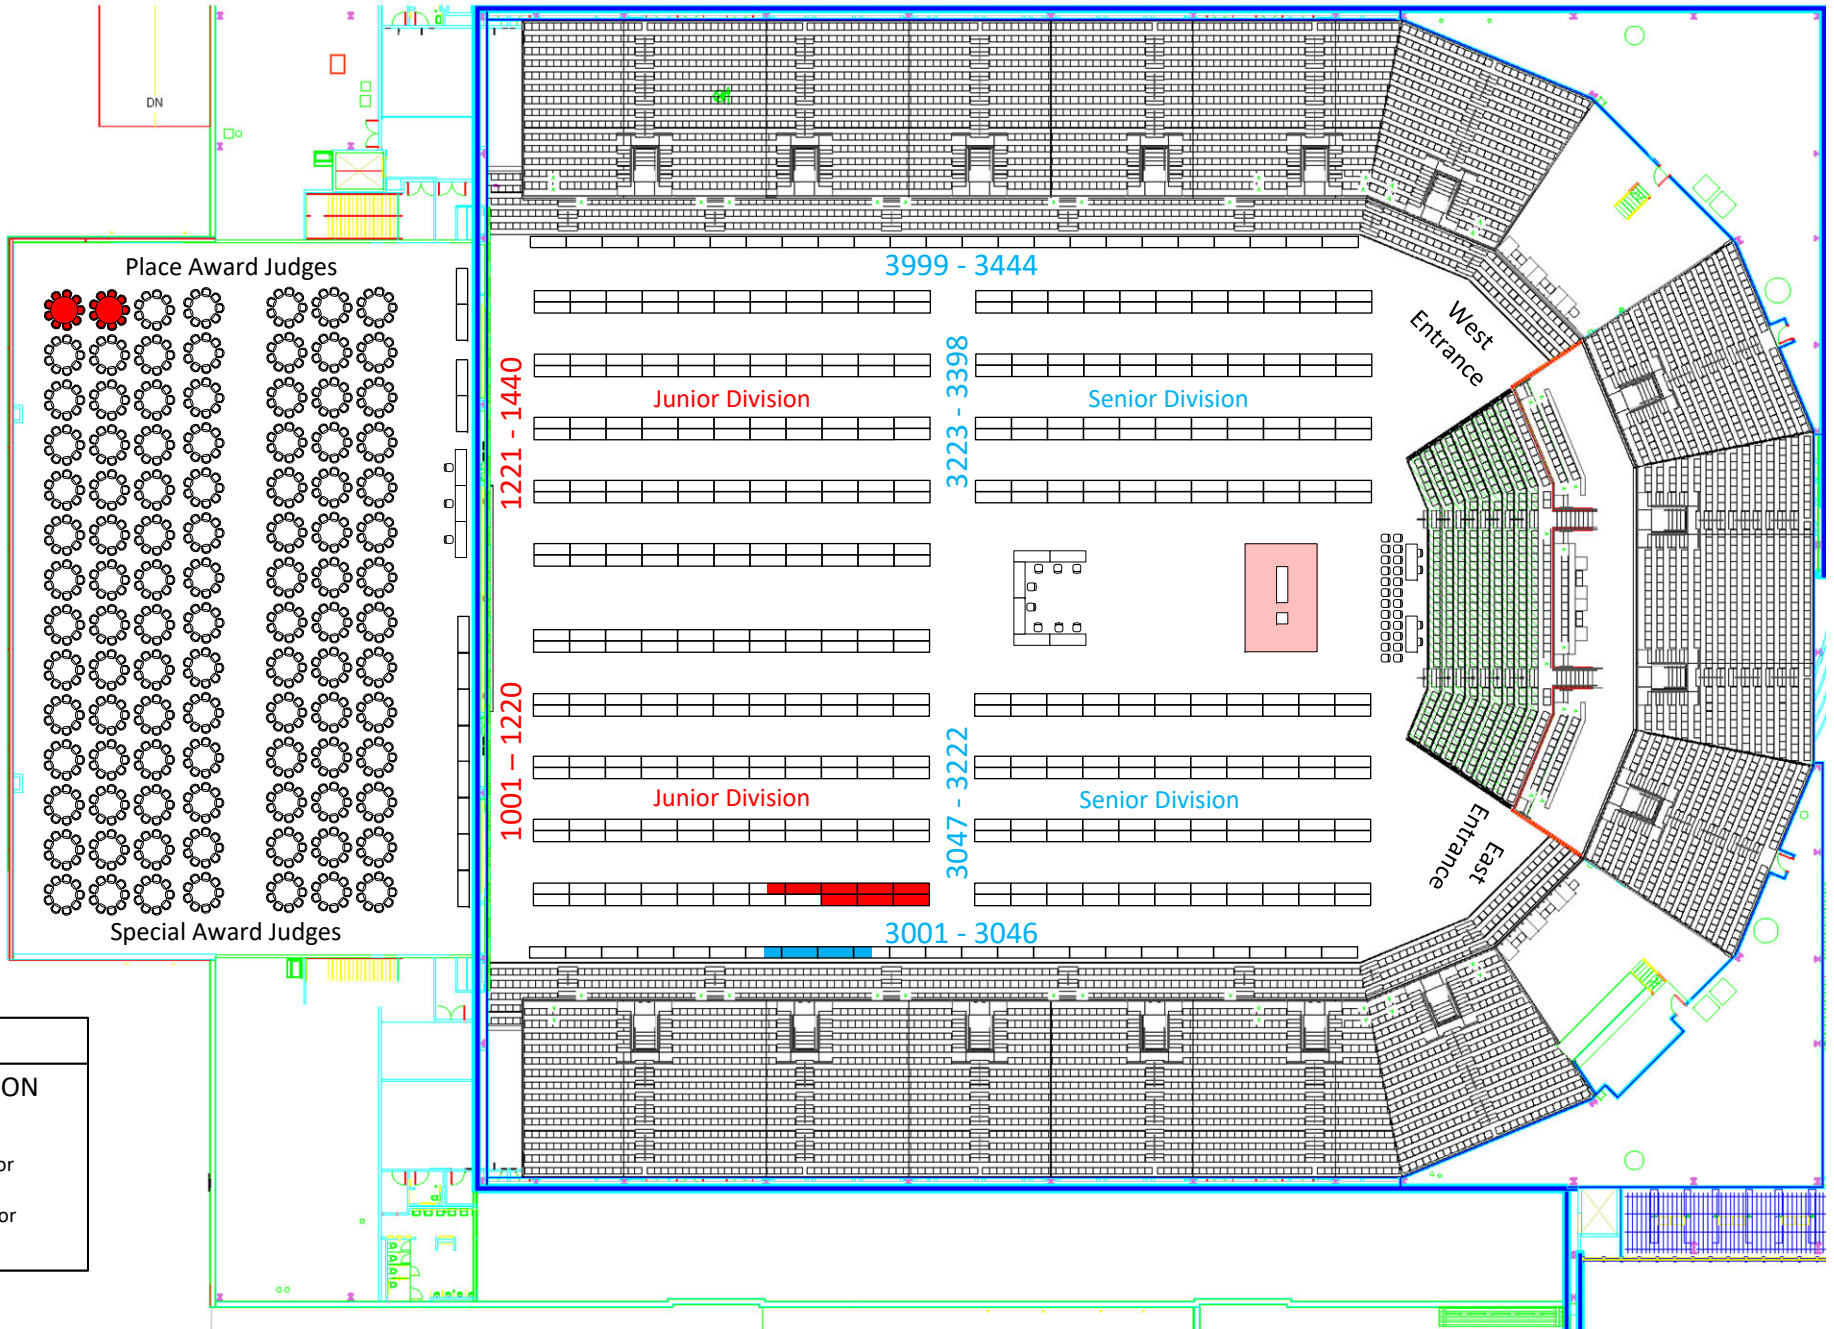 DN
Place Award Judges
3999 - 3444
West
Entrance
1221 - 1440
3223 - 3398
Junior Division
Senior Division
1001 – 1220
3047 - 3222
Junior Division
Senior Division
East
Entrance
Special Award Judges
3001 - 3046
ON
or
or